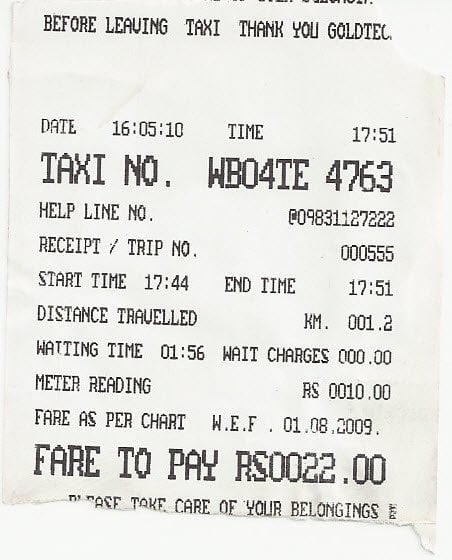 BEFORE LEAVING TAXI THANK YOU GOLDTEC
DATE 16:05:10 TIME 17:51
TAXI NO. WB04TE 4763
HELP LINE NO. @09831127222
RECEIPT / TRIP NO. 000555
START TIME 17:44 END TIME 17:51
DISTANCE TRAVELLED KM. 001.2
WAITING TIME 01:56 WAIT CHARGES 000.00
METER READING RS 0010.00
FARE AS PER CHART W.E.F . 01.08.2009.
FARE TO PAY RS0022.00
PLEASE TAKE CARE OF YOUR BELONGINGS